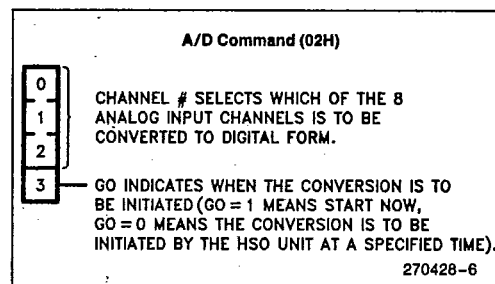 A/D Command (02H)
0
1
2
CHANNEL # SELECTS WHICH OF THE 8
ANALOG INPUT CHANNELS IS TO BE
CONVERTED TO DIGITAL FORM.
3
GO INDICATES WHEN THE CONVERSION IS TO
BE INITIATED (GO = 1 MEANS START NOW,
GO = 0 MEANS THE CONVERSION IS TO BE
INITIATED BY THE HSO UNIT AT A SPECIFIED TIME).
270428-6